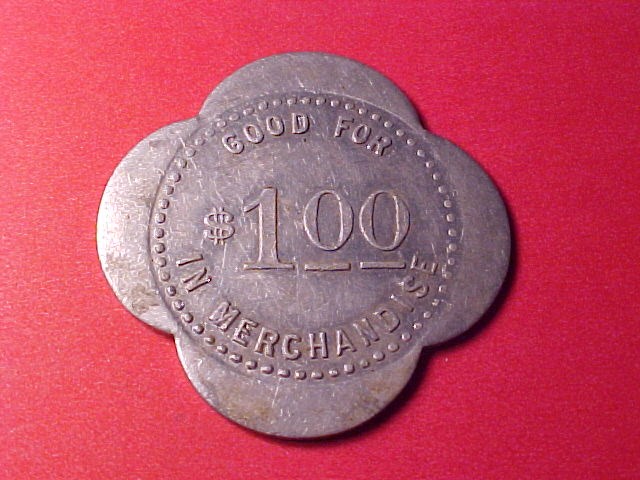 GOOD FOR
$1.00
IN MERCHANDISE